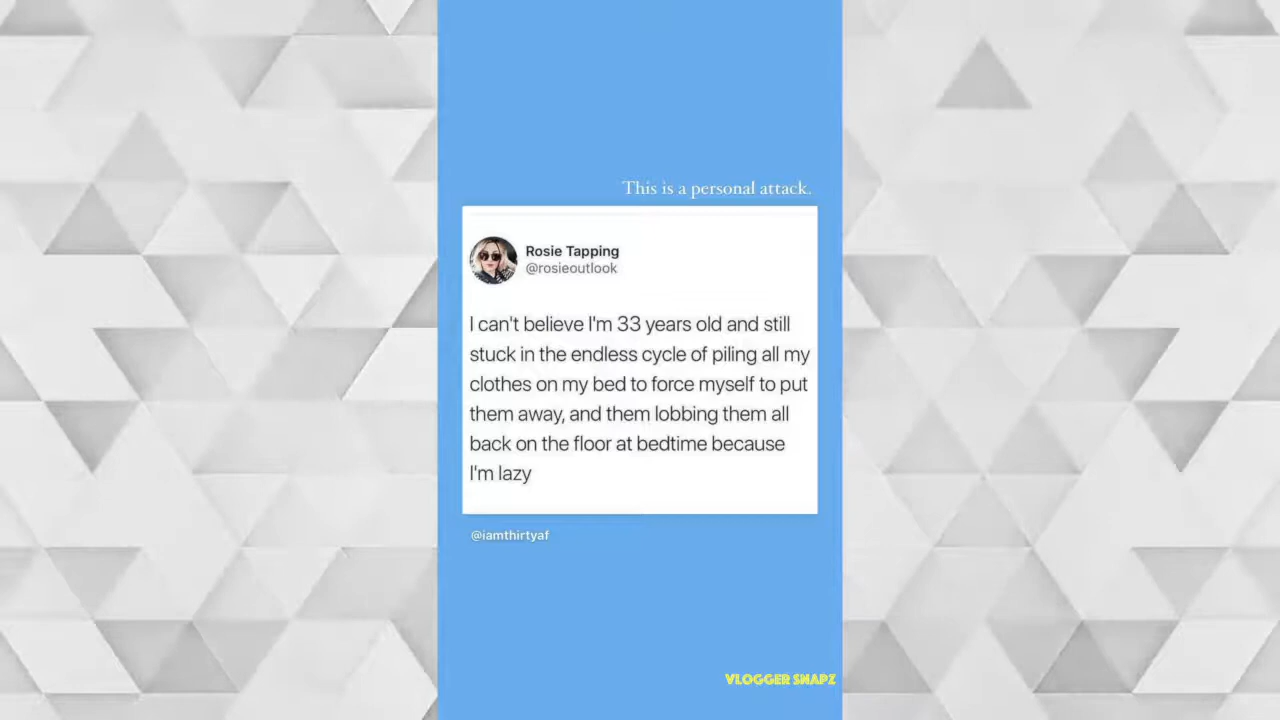 This is a personal attack.
Rosie Tapping
@rosieoutlook
I can't believe I'm 33 years old and still
stuck in the endless cycle of piling all my
clothes on my bed to force myself to put
them away, and them lobbing them all
back on the floor at bedtime because
I'm lazy
@iamthirtyaf
VLOGGER SNAPZ